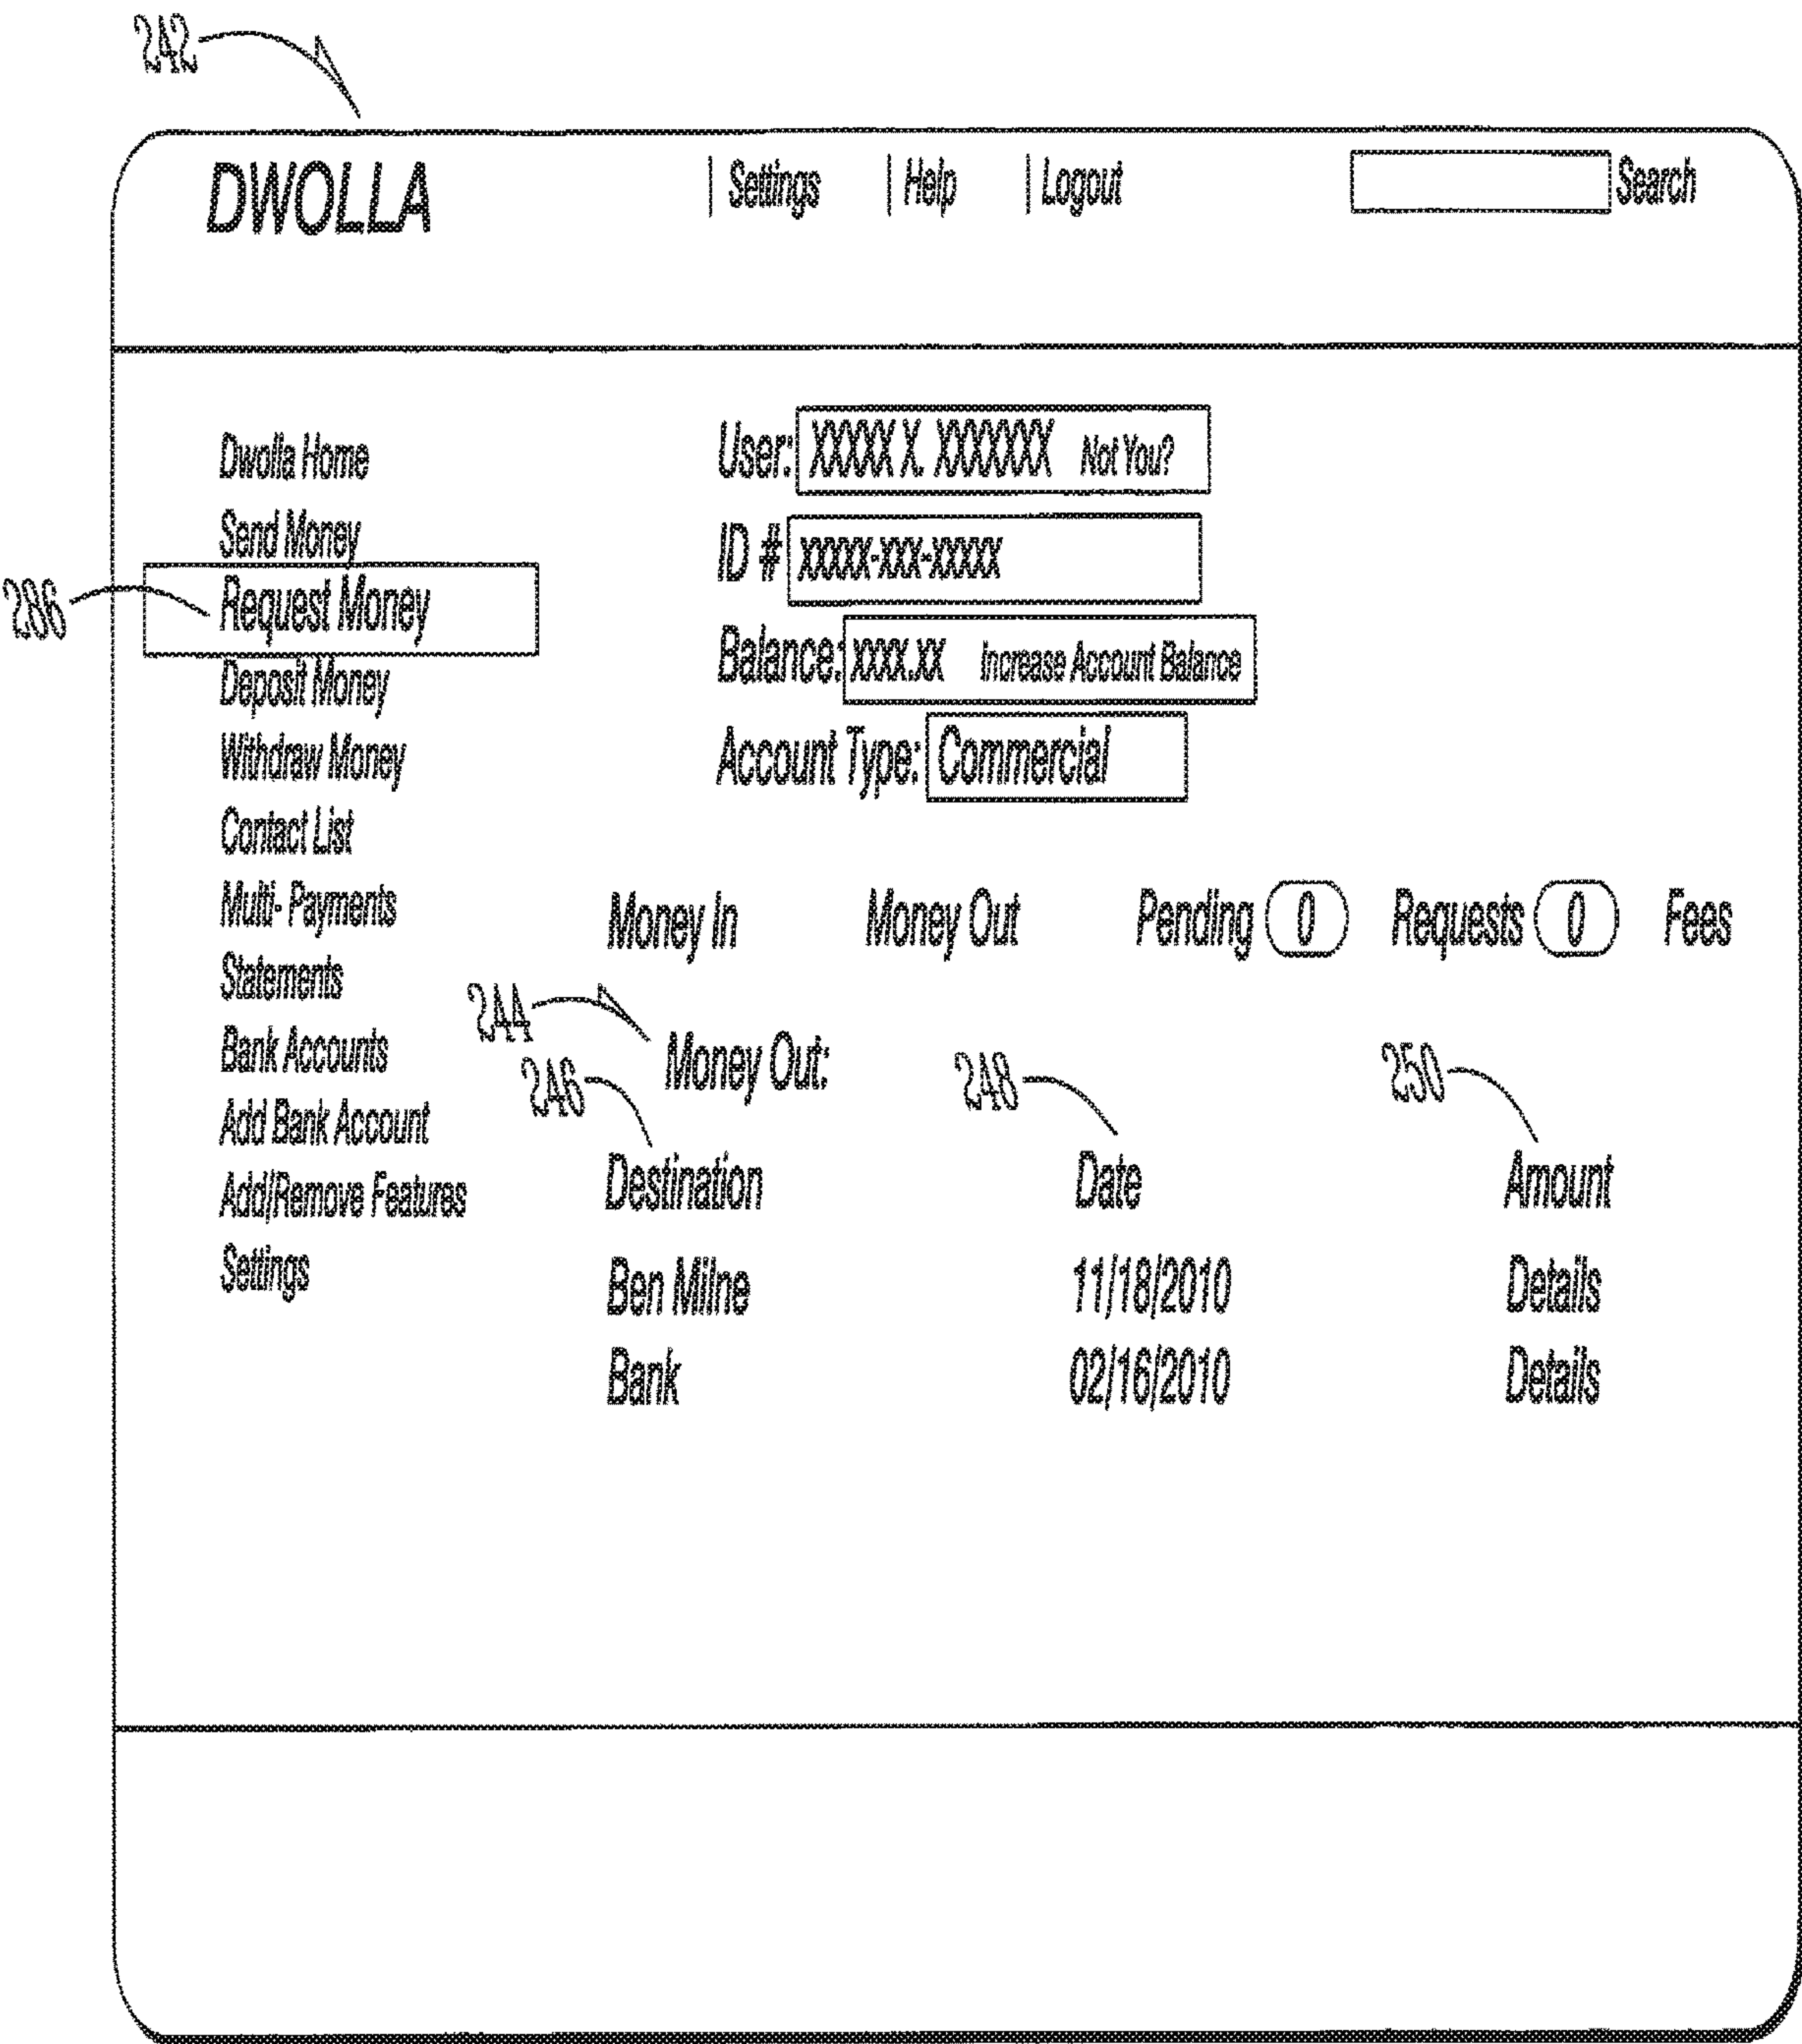 242
DWOLLA | Settings | Help | Logout Search
Dwolla Home
Send Money
286
Request Money
Deposit Money
Withdraw Money
Contact List
Multi- Payments
Statements
Bank Accounts
Add Bank Account
Add/Remove Features
Settings
User: XXXXX X. XXXXXXX Not You?
ID # xxxxx-xxx-xxxxx
Balance: xxxx.xx Increase Account Balance
Account Type: Commercial
Money In Money Out Pending 0 Requests 0 Fees
244
Money Out:
246 248 250
Destination Date Amount
Ben Milne 11/18/2010 Details
Bank 02/16/2010 Details